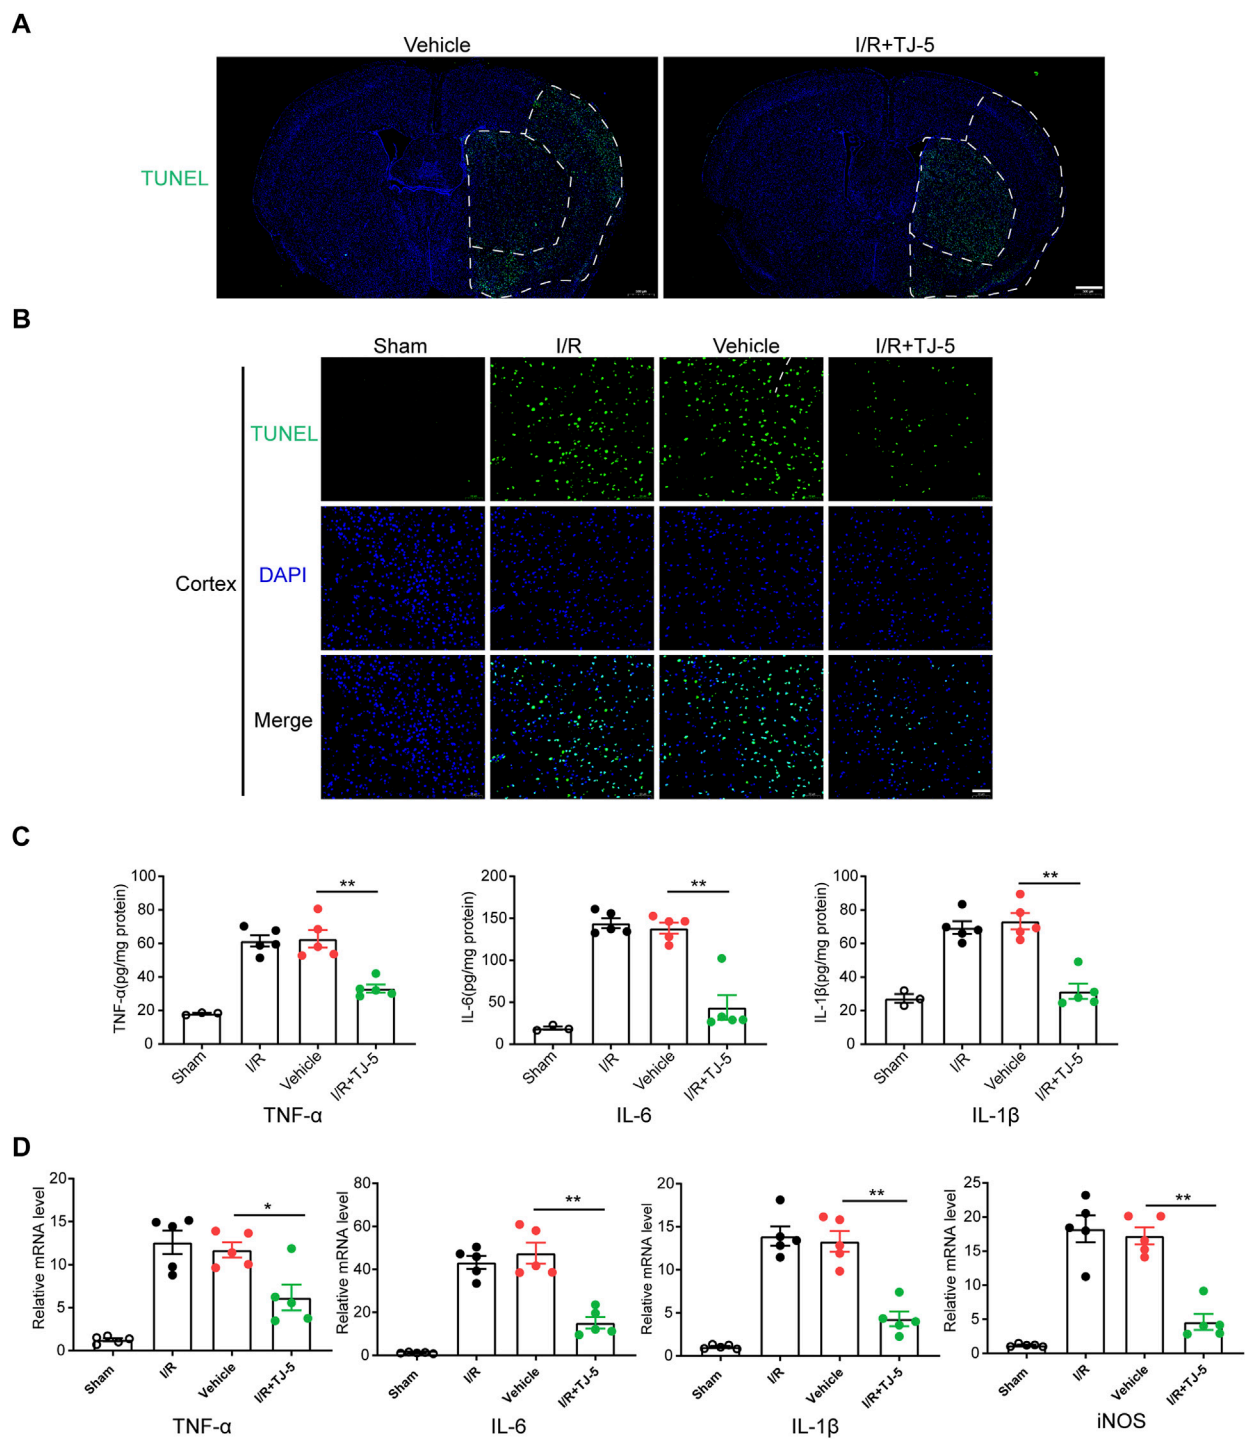 A
Vehicle
I/R+TJ-5
TUNEL
B
Sham
I/R
Vehicle
I/R+TJ-5
TUNEL
DAPI
Cortex
Merge
C
TNF-α(pg/mg protein)
100
80
60
40
20
0
**
Sham
I/R
Vehicle
I/R+TJ-5
TNF-α
IL-6(pg/mg protein)
200
150
100
50
0
**
Sham
I/R
Vehicle
I/R+TJ-5
IL-6
IL-1β(pg/mg protein)
100
80
60
40
20
0
**
Sham
I/R
Vehicle
I/R+TJ-5
IL-1β
D
Relative mRNA level
20
15
10
5
0
*
Sham
I/R
Vehicle
I/R+TJ-5
TNF-α
Relative mRNA level
80
60
40
20
0
**
Sham
I/R
Vehicle
I/R+TJ-5
IL-6
Relative mRNA level
20
15
10
5
0
**
Sham
I/R
Vehicle
I/R+TJ-5
IL-1β
Relative mRNA level
25
20
15
10
5
0
**
Sham
I/R
Vehicle
I/R+TJ-5
iNOS